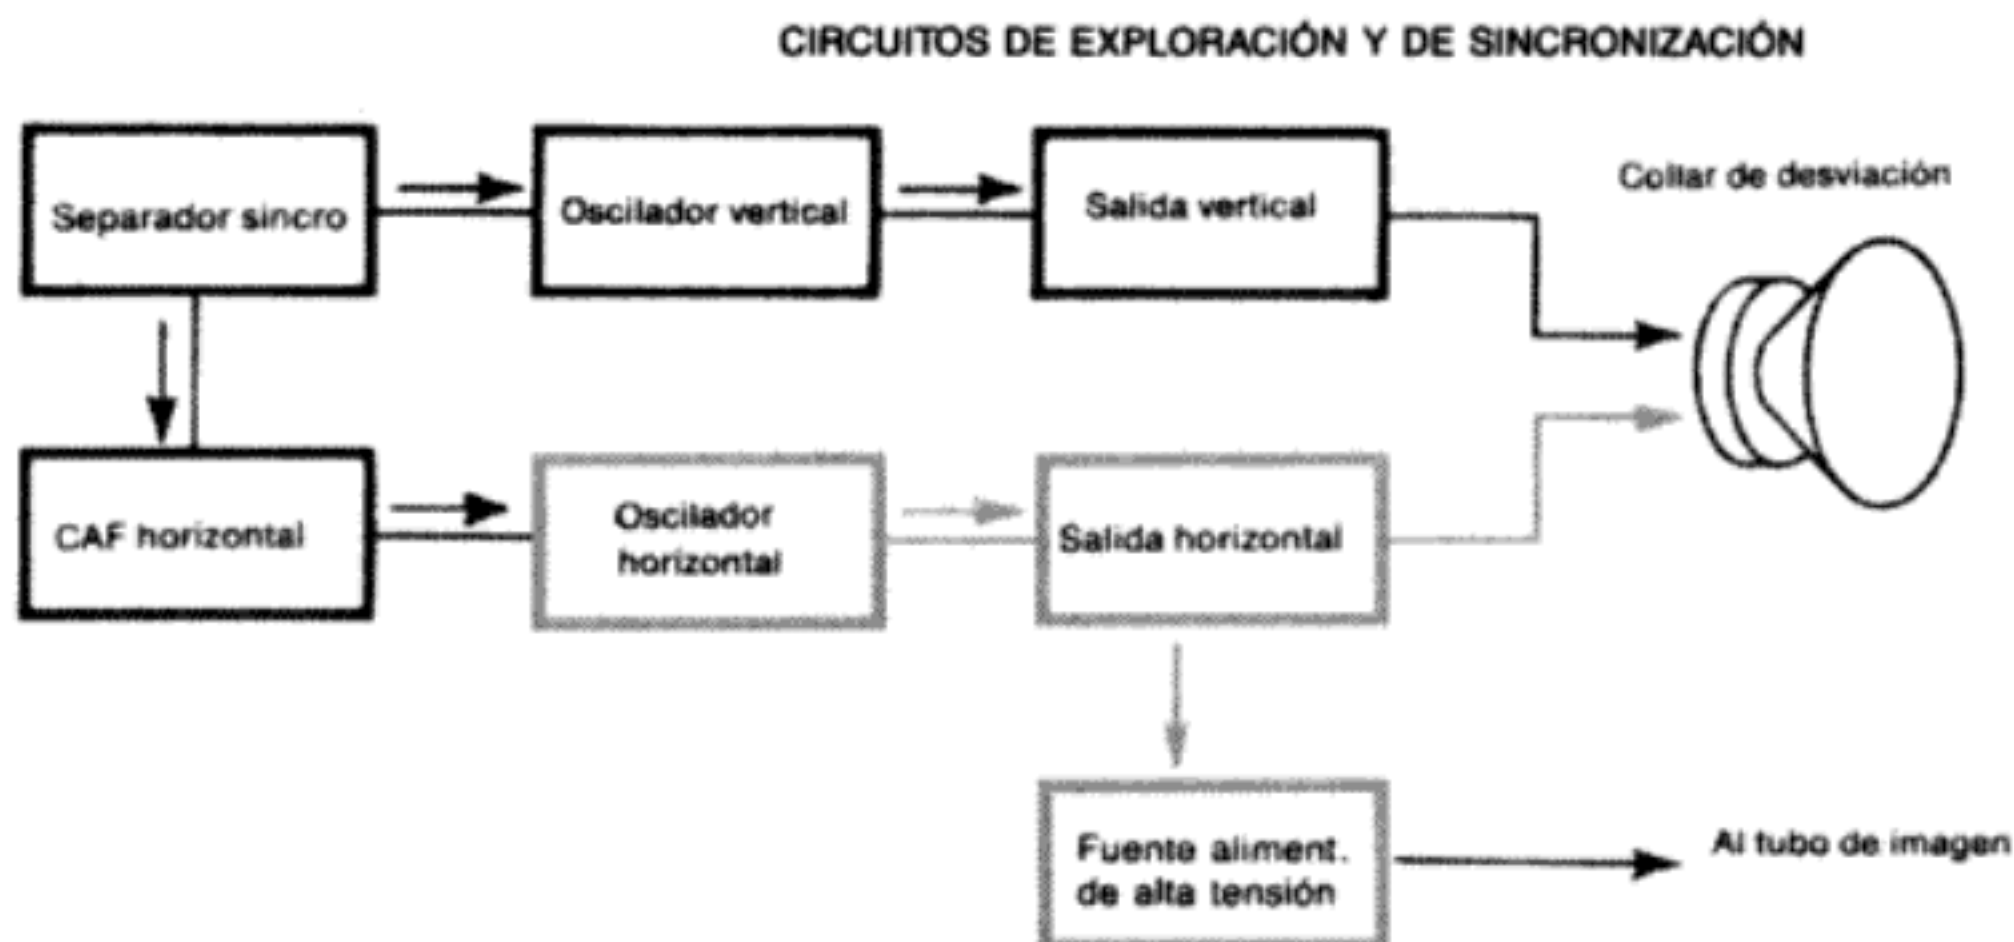 CIRCUITOS DE EXPLORACIÓN Y DE SINCRONIZACIÓN
Separador sincro
Oscilador vertical
Salida vertical
Collar de desviación
CAF horizontal
Oscilador
horizontal
Salida horizontal
Fuente aliment.
de alta tensión
Al tubo de imagen